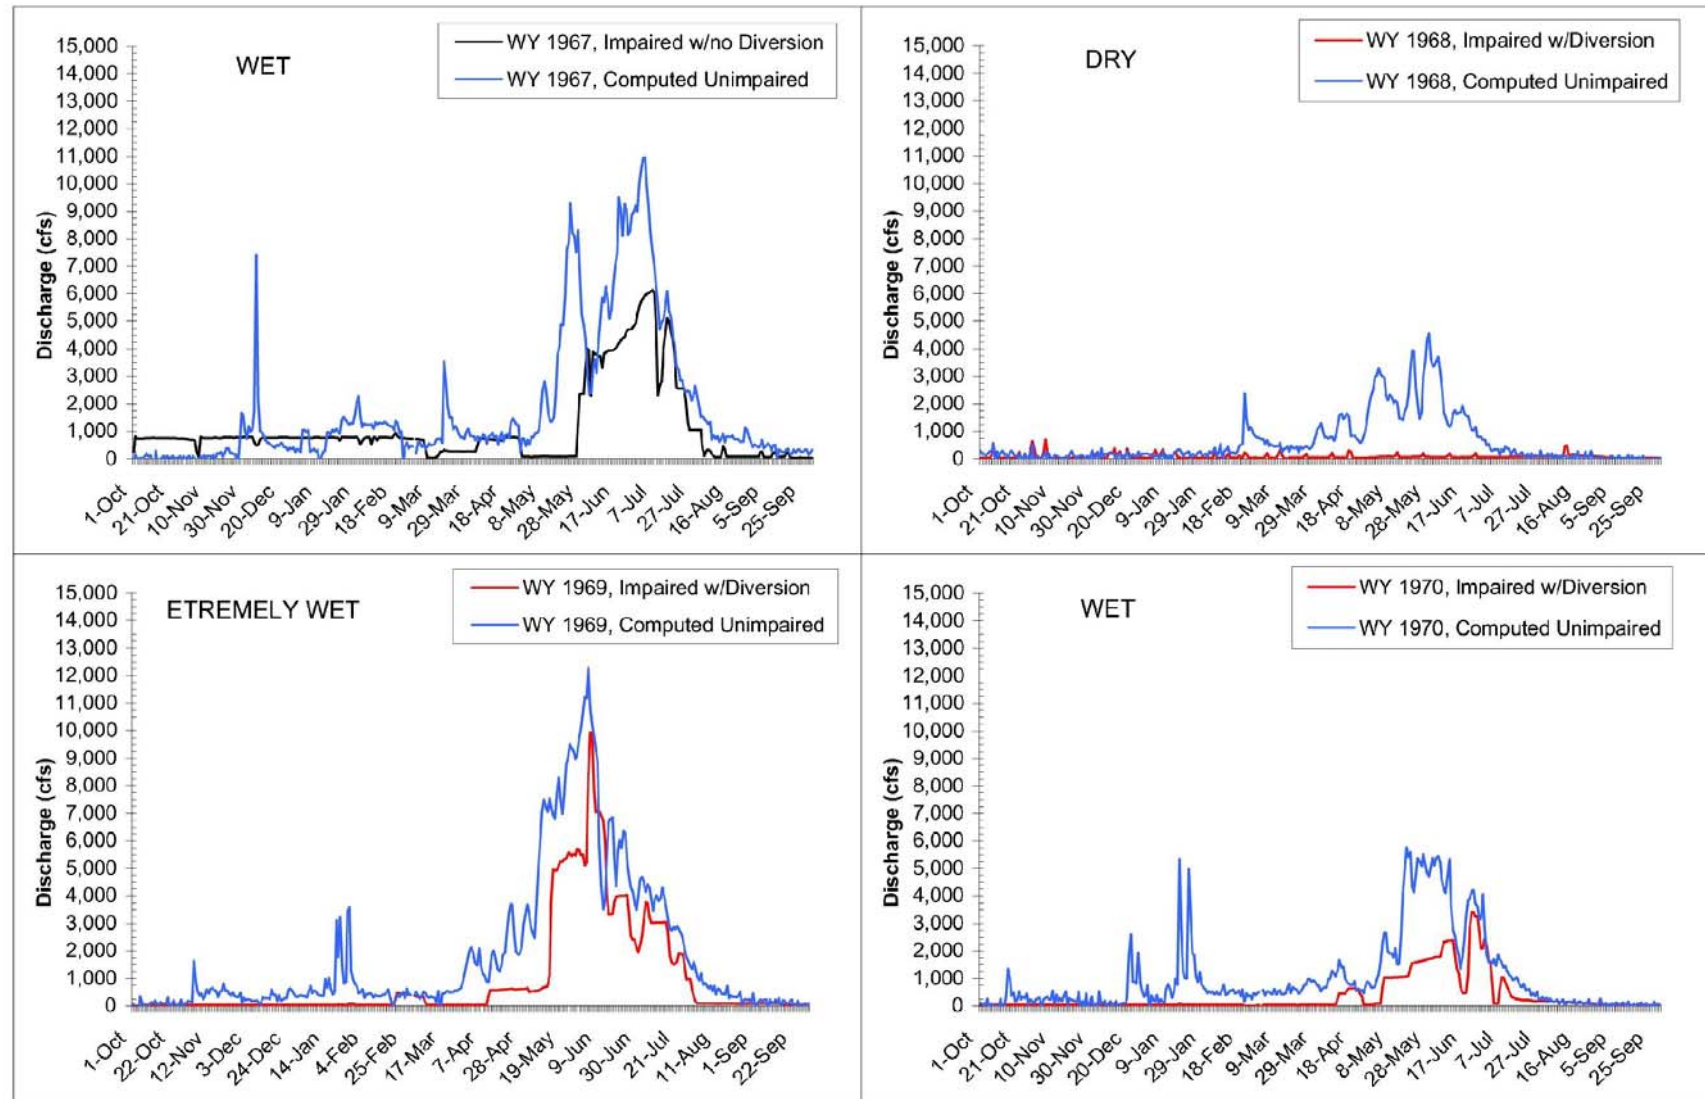 WET
WY 1967, Impaired w/no Diversion
WY 1967, Computed Unimpaired
15,000
14,000
13,000
12,000
11,000
10,000
9,000
8,000
7,000
6,000
5,000
4,000
3,000
2,000
1,000
0
Discharge (cfs)
1-Oct
21-Oct
10-Nov
30-Nov
20-Dec
9-Jan
29-Jan
18-Feb
9-Mar
29-Mar
18-Apr
8-May
28-May
17-Jun
7-Jul
27-Jul
16-Aug
5-Sep
25-Sep
DRY
WY 1968, Impaired w/Diversion
WY 1968, Computed Unimpaired
15,000
14,000
13,000
12,000
11,000
10,000
9,000
8,000
7,000
6,000
5,000
4,000
3,000
2,000
1,000
0
Discharge (cfs)
1-Oct
21-Oct
10-Nov
30-Nov
20-Dec
9-Jan
29-Jan
18-Feb
9-Mar
29-Mar
18-Apr
8-May
28-May
17-Jun
7-Jul
27-Jul
16-Aug
5-Sep
25-Sep
ETREMELY WET
WY 1969, Impaired w/Diversion
WY 1969, Computed Unimpaired
15,000
14,000
13,000
12,000
11,000
10,000
9,000
8,000
7,000
6,000
5,000
4,000
3,000
2,000
1,000
0
Discharge (cfs)
1-Oct
22-Oct
12-Nov
3-Dec
24-Dec
14-Jan
4-Feb
25-Feb
17-Mar
7-Apr
28-Apr
19-May
9-Jun
30-Jun
21-Jul
11-Aug
1-Sep
22-Sep
WET
WY 1970, Impaired w/Diversion
WY 1970, Computed Unimpaired
15,000
14,000
13,000
12,000
11,000
10,000
9,000
8,000
7,000
6,000
5,000
4,000
3,000
2,000
1,000
0
Discharge (cfs)
1-Oct
21-Oct
10-Nov
30-Nov
20-Dec
9-Jan
29-Jan
18-Feb
9-Mar
29-Mar
18-Apr
8-May
28-May
17-Jun
7-Jul
27-Jul
16-Aug
5-Sep
25-Sep